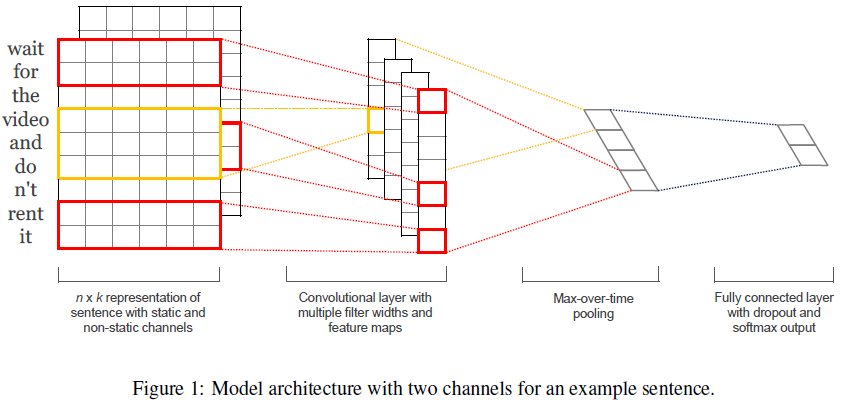 wait
for
the
video
and
do
n't
rent
it
n x k representation of
sentence with static and
non-static channels
Convolutional layer with
multiple filter widths and
feature maps
Max-over-time
pooling
Fully connected layer
with dropout and
softmax output
Figure 1: Model architecture with two channels for an example sentence.